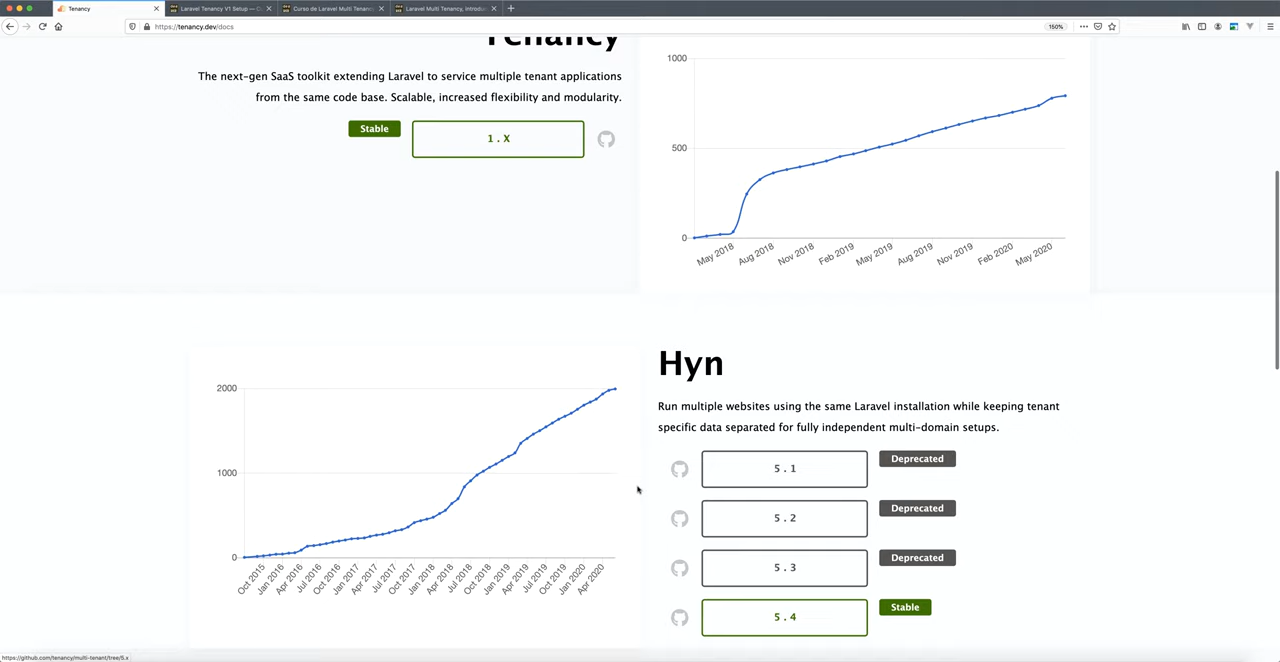 Tenancy
Laravel Tenancy V1 Setup — C
Curso de Laravel Multi Tenanc
Laravel Multi Tenancy, Introdu
https://tenancy.dev/docs
150%
Tenancy
The next-gen SaaS toolkit extending Laravel to service multiple tenant applications
from the same code base. Scalable, increased flexibility and modularity.
Stable
1.X
1000
500
0
May 2018
Aug 2018
Nov 2018
Feb 2019
May 2019
Aug 2019
Nov 2019
Feb 2020
May 2020
2000
1000
0
Oct 2015
Jan 2016
Apr 2016
Jul 2016
Oct 2016
Jan 2017
Apr 2017
Jul 2017
Oct 2017
Jan 2018
Apr 2018
Jul 2018
Oct 2018
Jan 2019
Apr 2019
Jul 2019
Oct 2019
Jan 2020
Apr 2020
Hyn
Run multiple websites using the same Laravel installation while keeping tenant
specific data separated for fully independent multi-domain setups.
5.1
Deprecated
5.2
Deprecated
5.3
Deprecated
5.4
Stable
https://github.com/tenancy/multi-tenant/tree/5.x